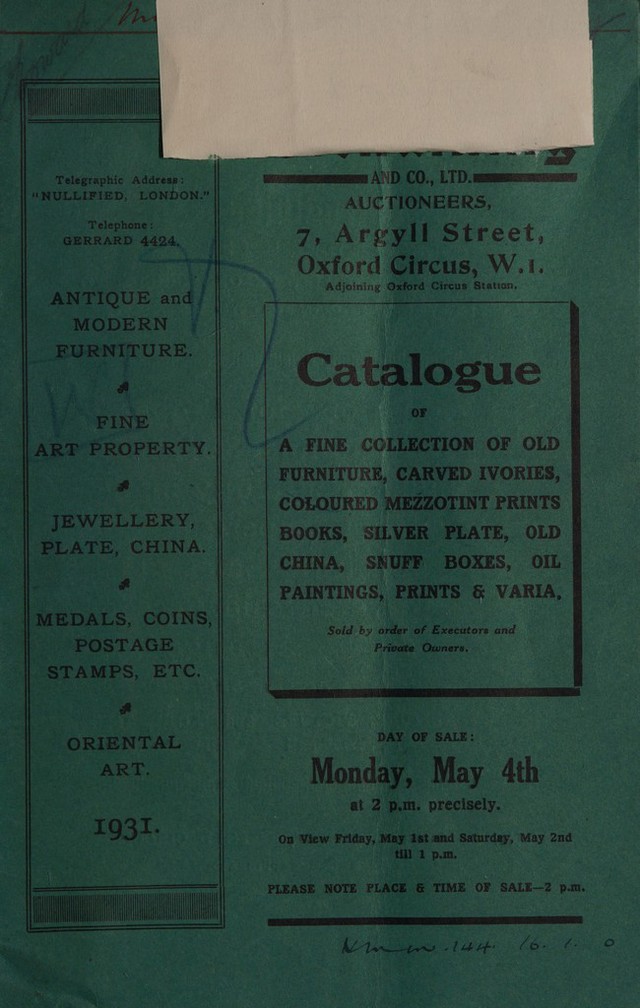 Telegraphic Address:
"NULLIFIED, LONDON."
Telephone:
GERRARD 4424.
ANTIQUE and
MODERN
FURNITURE.
FINE
ART PROPERTY.
JEWELLERY,
PLATE, CHINA.
MEDALS, COINS,
POSTAGE
STAMPS, ETC.
ORIENTAL
ART.
1931.
AND CO., LTD.
AUCTIONEERS,
7, Argyll Street,
Oxford Circus, W.1.
Adjoining Oxford Circus Station.
Catalogue
OF
A FINE COLLECTION OF OLD
FURNITURE, CARVED IVORIES,
COLOURED MEZZOTINT PRINTS
BOOKS, SILVER PLATE, OLD
CHINA, SNUFF BOXES, OIL
PAINTINGS, PRINTS & VARIA,
Sold by order of Executors and
Private Owners.
DAY OF SALE:
Monday, May 4th
at 2 p.m. precisely.
On View Friday, May 1st and Saturday, May 2nd
till 1 p.m.
PLEASE NOTE PLACE & TIME OF SALE—2 p.m.
144. 16. 1. 0